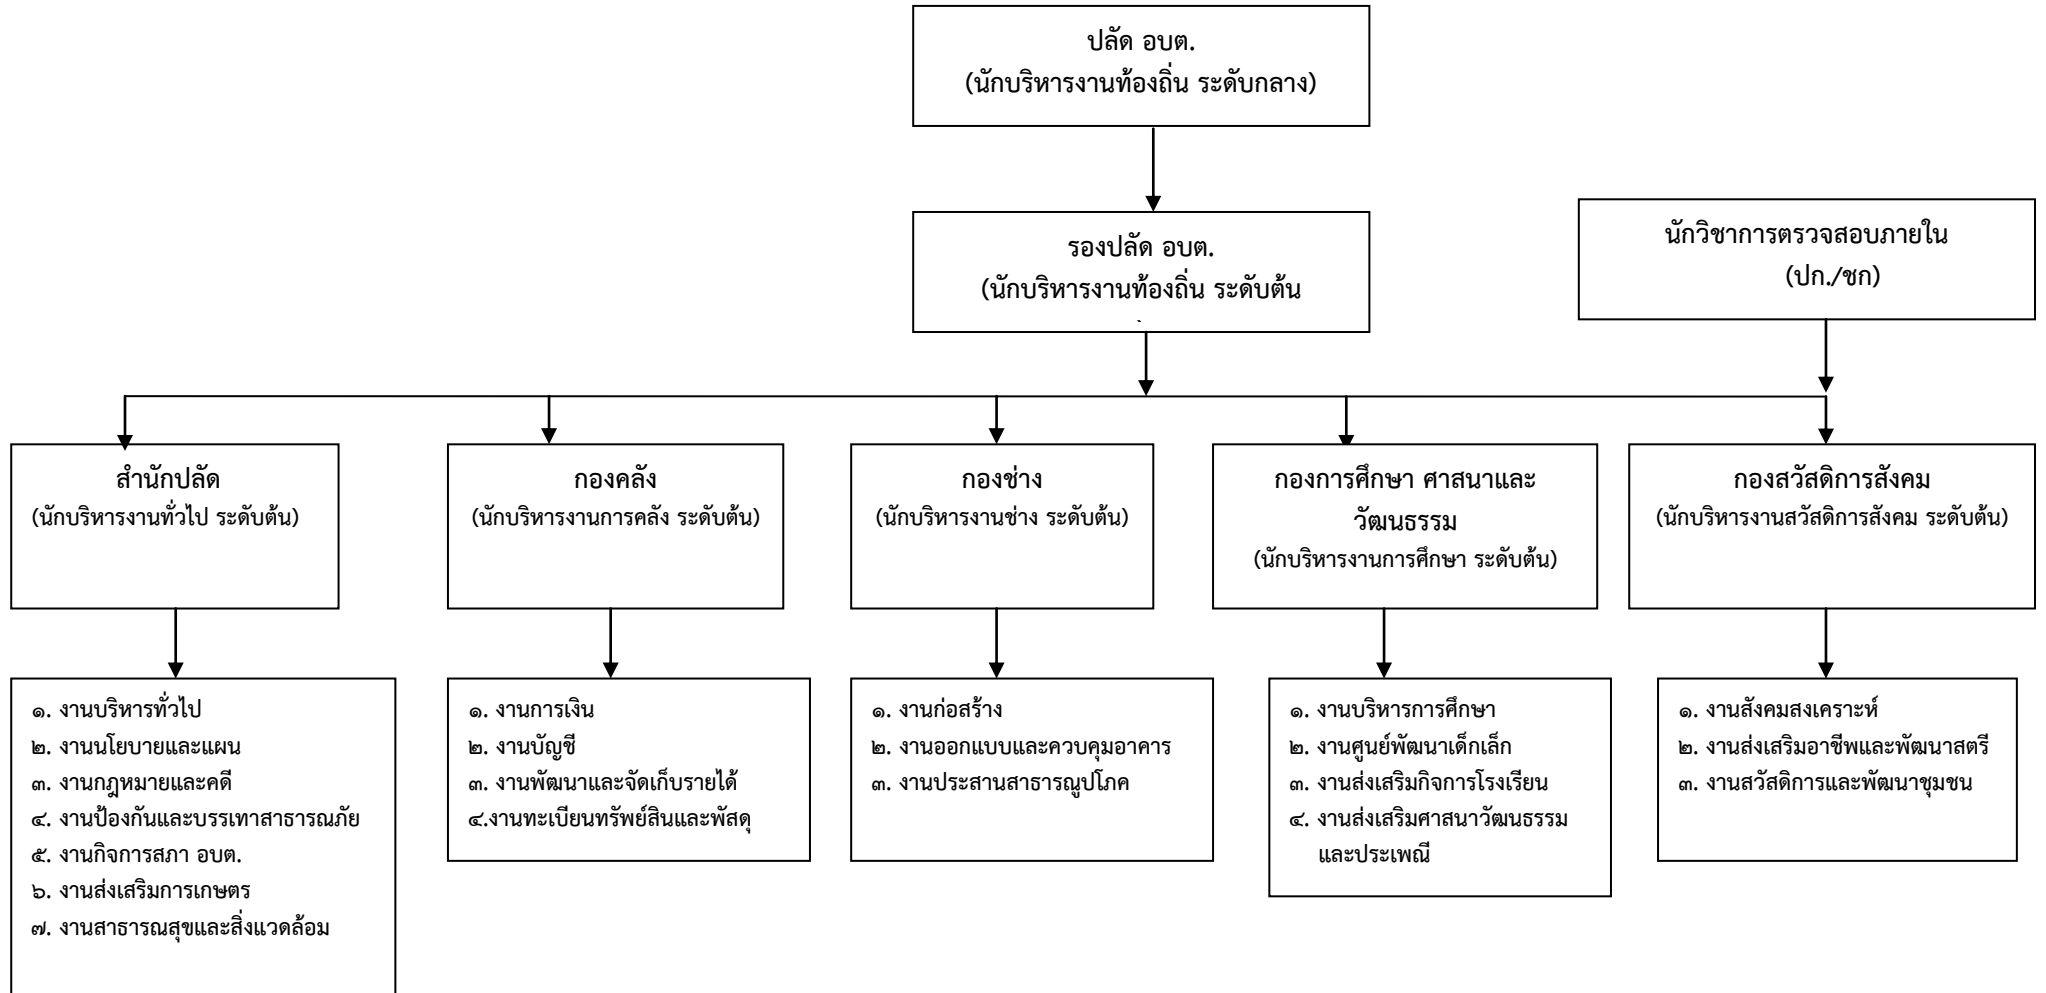 ปลัด อบต.
(นักบริหารงานท้องถิ่น ระดับกลาง)
รองปลัด อบต.
(นักบริหารงานท้องถิ่น ระดับต้น
นักวิชาการตรวจสอบภายใน
(ปก./ชก)
สำนักปลัด
(นักบริหารงานทั่วไป ระดับต้น)
กองคลัง
(นักบริหารงานการคลัง ระดับต้น)
กองช่าง
(นักบริหารงานช่าง ระดับต้น)
กองการศึกษา ศาสนาและ
วัฒนธรรม
(นักบริหารงานการศึกษา ระดับต้น)
กองสวัสดิการสังคม
(นักบริหารงานสวัสดิการสังคม ระดับต้น)
๑. งานบริหารทั่วไป
๒. งานนโยบายและแผน
๓. งานกฎหมายและคดี
๔. งานป้องกันและบรรเทาสาธารณภัย
๕. งานกิจการสภา อบต.
๖. งานส่งเสริมการเกษตร
๗. งานสาธารณสุขและสิ่งแวดล้อม
๑. งานการเงิน
๒. งานบัญชี
๓. งานพัฒนาและจัดเก็บรายได้
๔.งานทะเบียนทรัพย์สินและพัสดุ
๑. งานก่อสร้าง
๒. งานออกแบบและควบคุมอาคาร
๓. งานประสานสาธารณูปโภค
๑. งานบริหารการศึกษา
๒. งานศูนย์พัฒนาเด็กเล็ก
๓. งานส่งเสริมกิจการโรงเรียน
๔. งานส่งเสริมศาสนาวัฒนธรรม
และประเพณี
๑. งานสังคมสงเคราะห์
๒. งานส่งเสริมอาชีพและพัฒนาสตรี
๓. งานสวัสดิการและพัฒนาชุมชน